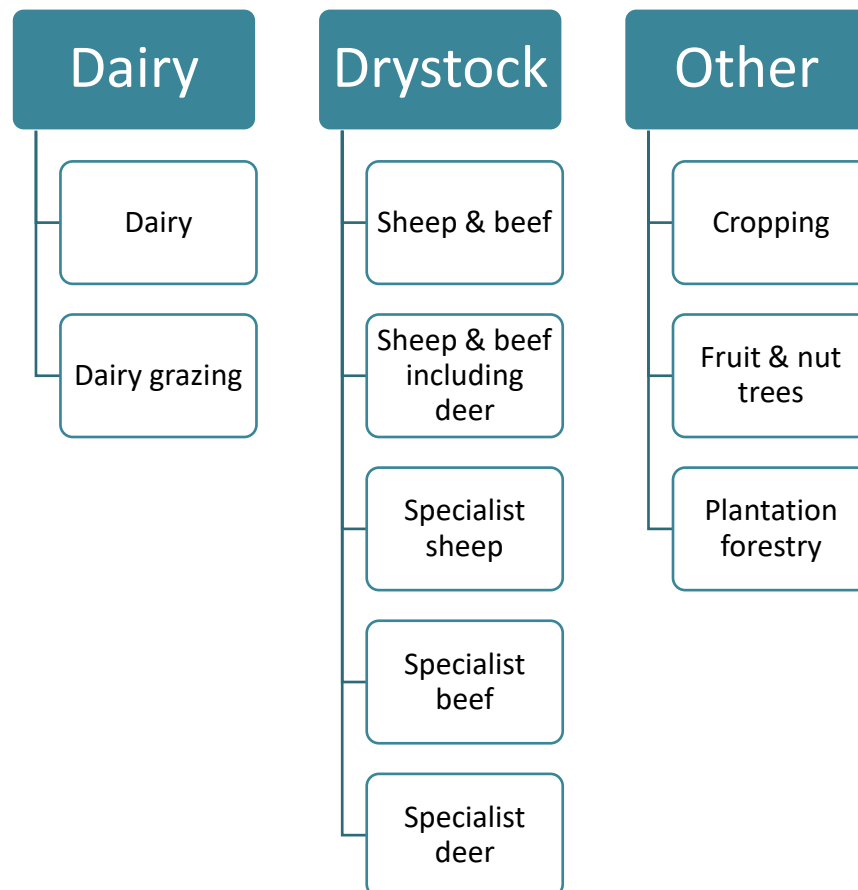 Dairy
Dairy
Dairy grazing
Drystock
Sheep & beef
Sheep & beef
including
deer
Specialist
sheep
Specialist
beef
Specialist
deer
Other
Cropping
Fruit & nut
trees
Plantation
forestry